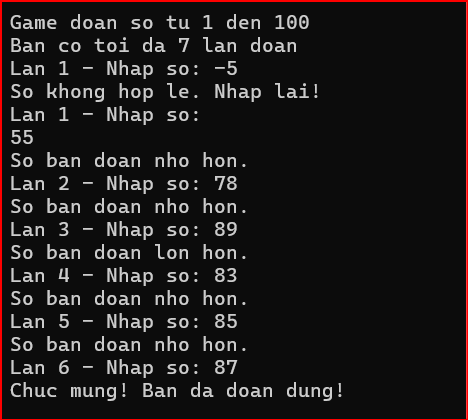 Game doan so tu 1 den 100
Ban co toi da 7 lan doan
Lan 1 - Nhap so: -5
So khong hop le. Nhap lai!
Lan 1 - Nhap so:
55
So ban doan nho hon.
Lan 2 - Nhap so: 78
So ban doan nho hon.
Lan 3 - Nhap so: 89
So ban doan lon hon.
Lan 4 - Nhap so: 83
So ban doan nho hon.
Lan 5 - Nhap so: 85
So ban doan nho hon.
Lan 6 - Nhap so: 87
Chuc mung! Ban da doan dung!